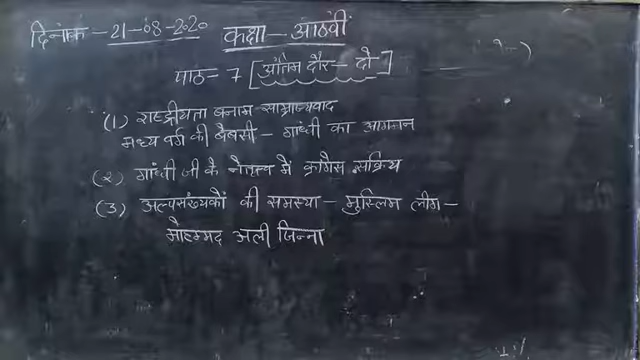 दिनांक - 21-08-2020 कक्षा - आठवीं
पाठ- 7 [अंतिम दौर - दो]
(1) राष्ट्रीयता बनाम साम्राज्यवाद
मध्य वर्ग की बैबसी - गांधी का आगमन
(२) गांधी जी के नेतृत्व में कांग्रेस सक्रिय
(3) अल्पसंख्यकों की समस्या - मुस्लिम लीग -
मौहम्मद अली जिन्ना